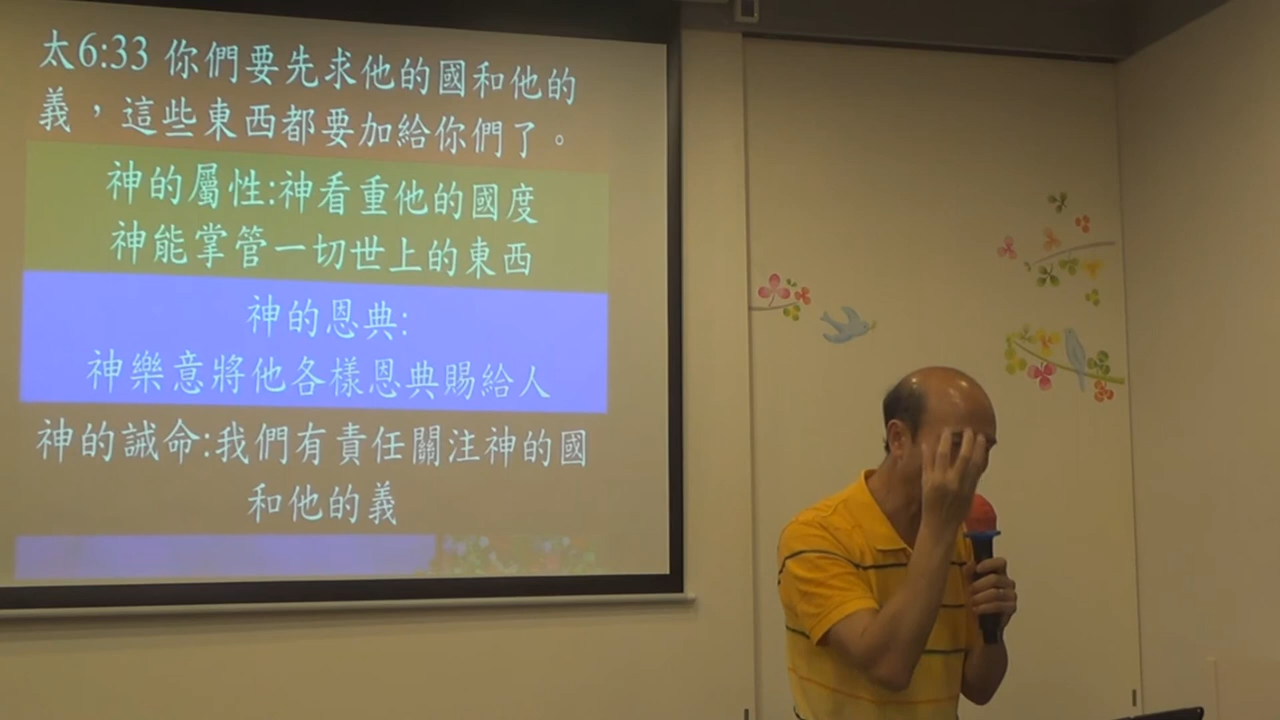 太6:33 你們要先求他的國和他的
義，這些東西都要加給你們了。
神的屬性:神看重他的國度
神能掌管一切世上的東西
神的恩典:
神樂意將他各樣恩典賜給人
神的誡命:我們有責任關注神的國
和他的義